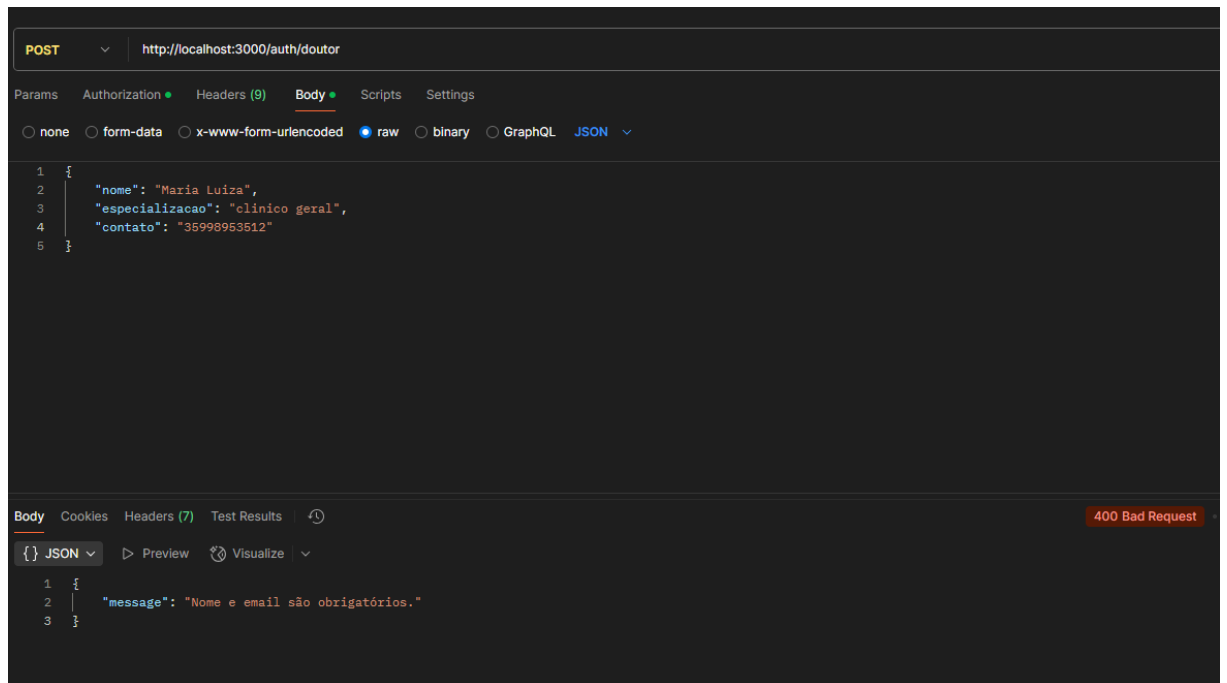 POST http://localhost:3000/auth/doutor
Params Authorization Headers (9) Body Scripts Settings
none form-data x-www-form-urlencoded raw binary GraphQL JSON
1 {
2 "nome": "Maria Luiza",
3 "especializacao": "clinico geral",
4 "contato": "35998953512"
5 }
Body Cookies Headers (7) Test Results 400 Bad Request
{} JSON Preview Visualize
1 {
2 "message": "Nome e email são obrigatórios."
3 }